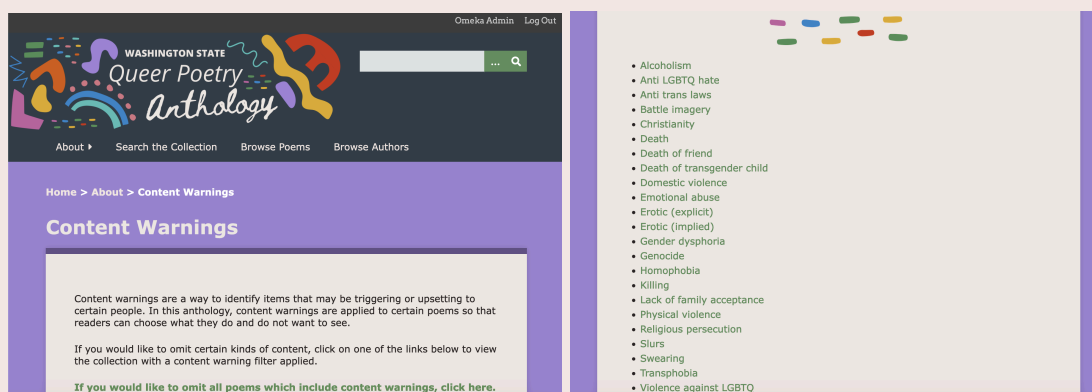 Omeka Admin Log Out
WASHINGTON STATE
Queer Poetry
Anthology
...
About Search the Collection Browse Poems Browse Authors
Home > About > Content Warnings
Content Warnings
Content warnings are a way to identify items that may be triggering or upsetting to
certain people. In this anthology, content warnings are applied to certain poems so that
readers can choose what they do and do not want to see.
If you would like to omit certain kinds of content, click on one of the links below to view
the collection with a content warning filter applied.
If you would like to omit all poems which include content warnings, click here.
• Alcoholism
• Anti LGBTQ hate
• Anti trans laws
• Battle imagery
• Christianity
• Death
• Death of friend
• Death of transgender child
• Domestic violence
• Emotional abuse
• Erotic (explicit)
• Erotic (implied)
• Gender dysphoria
• Genocide
• Homophobia
• Killing
• Lack of family acceptance
• Physical violence
• Religious persecution
• Slurs
• Swearing
• Transphobia
• Violence against LGBTQ